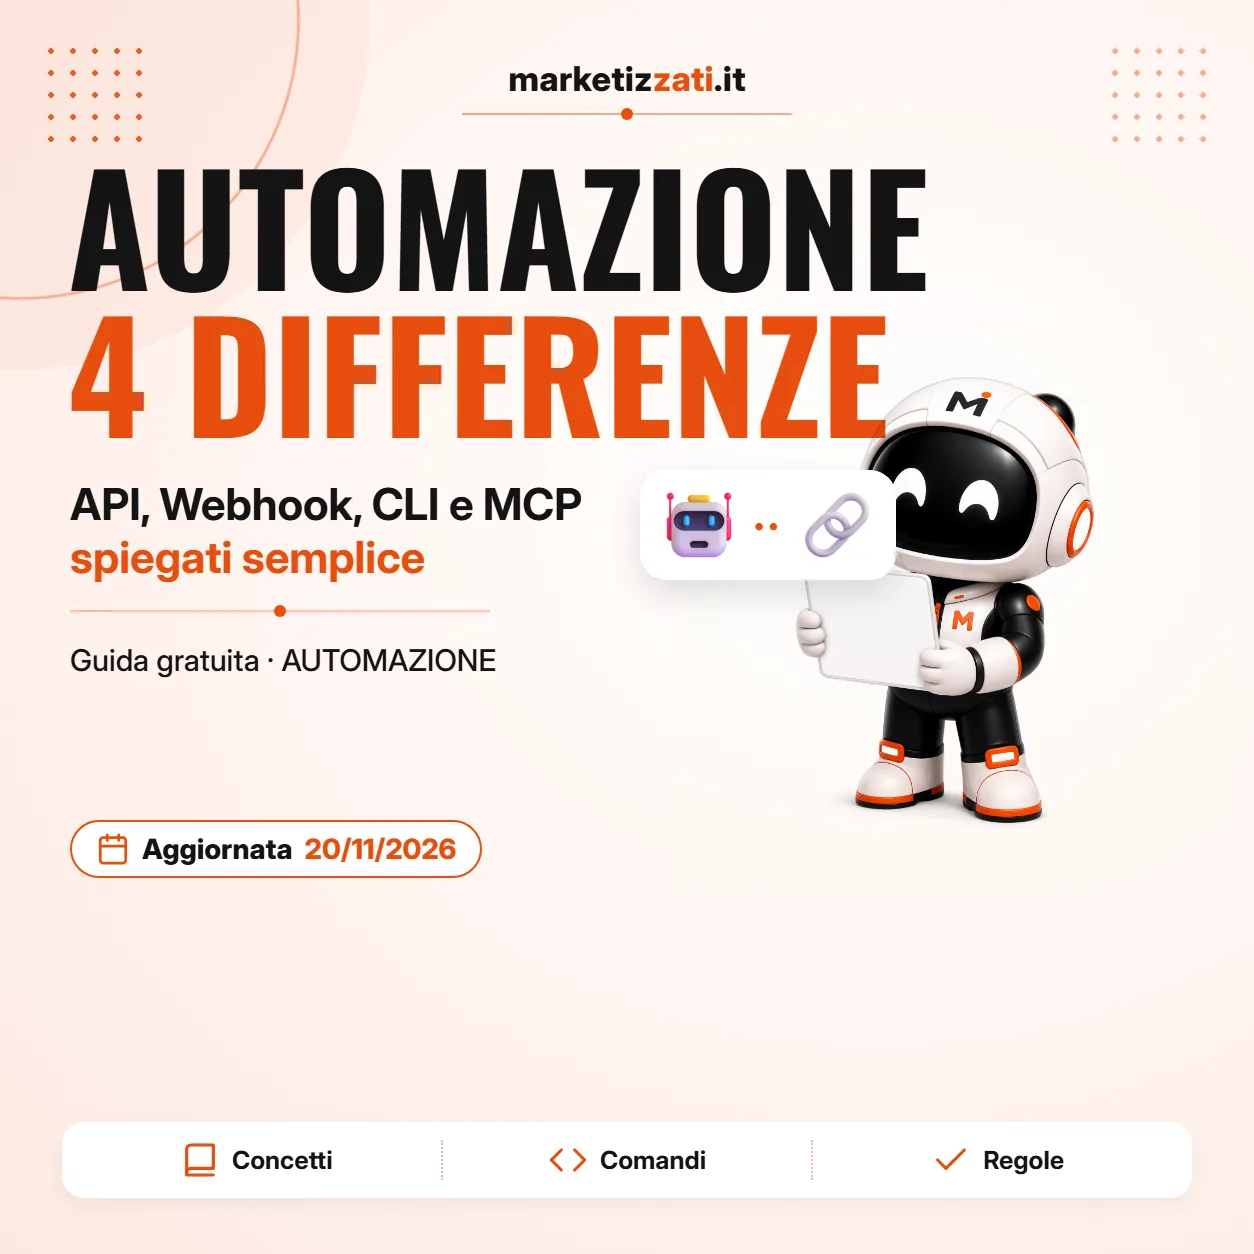 marketizzati.it
AUTOMAZIONE
4 DIFFERENZE
API, Webhook, CLI e MCP
spiegati semplice
Guida gratuita · AUTOMAZIONE
Aggiornata 20/11/2026
Concetti
Comandi
Regole
M
M